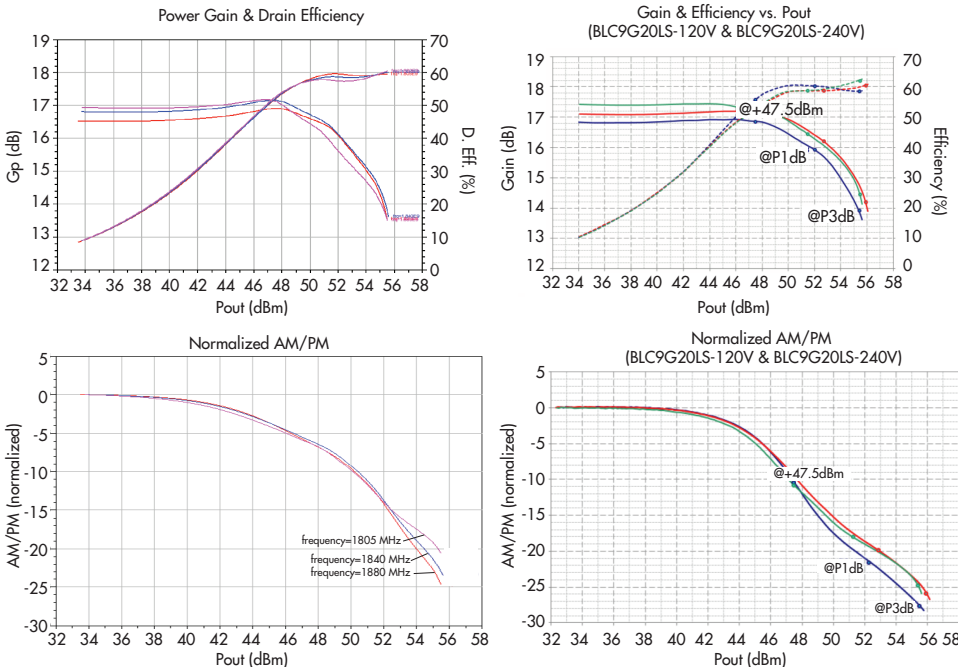 Power Gain & Drain Efficiency
19
18
17
16
15
14
13
12
Gp (dB)
70
60
50
40
30
20
10
0
D. Eff. (%)
32 34 36 38 40 42 44 46 48 50 52 54 56 58
Pout (dBm)
Gain & Efficiency vs. Pout
(BLC9G20LS-120V & BLC9G20LS-240V)
19
18
17
16
15
14
13
12
Gain (dB)
@+47.5dBm
@P1dB
@P3dB
70
60
50
40
30
20
10
0
Efficiency (%)
32 34 36 38 40 42 44 46 48 50 52 54 56 58
Pout (dBm)
Normalized AM/PM
5
0
-5
-10
-15
-20
-25
-30
AM/PM (normalized)
frequency=1805 MHz
frequency=1840 MHz
frequency=1880 MHz
32 34 36 38 40 42 44 46 48 50 52 54 56 58
Pout (dBm)
Normalized AM/PM
(BLC9G20LS-120V & BLC9G20LS-240V)
5
0
-5
-10
-15
-20
-25
-30
AM/PM (normalized)
@+47.5dBm
@P1dB
@P3dB
32 34 36 38 40 42 44 46 48 50 52 54 56 58
Pout (dBm)